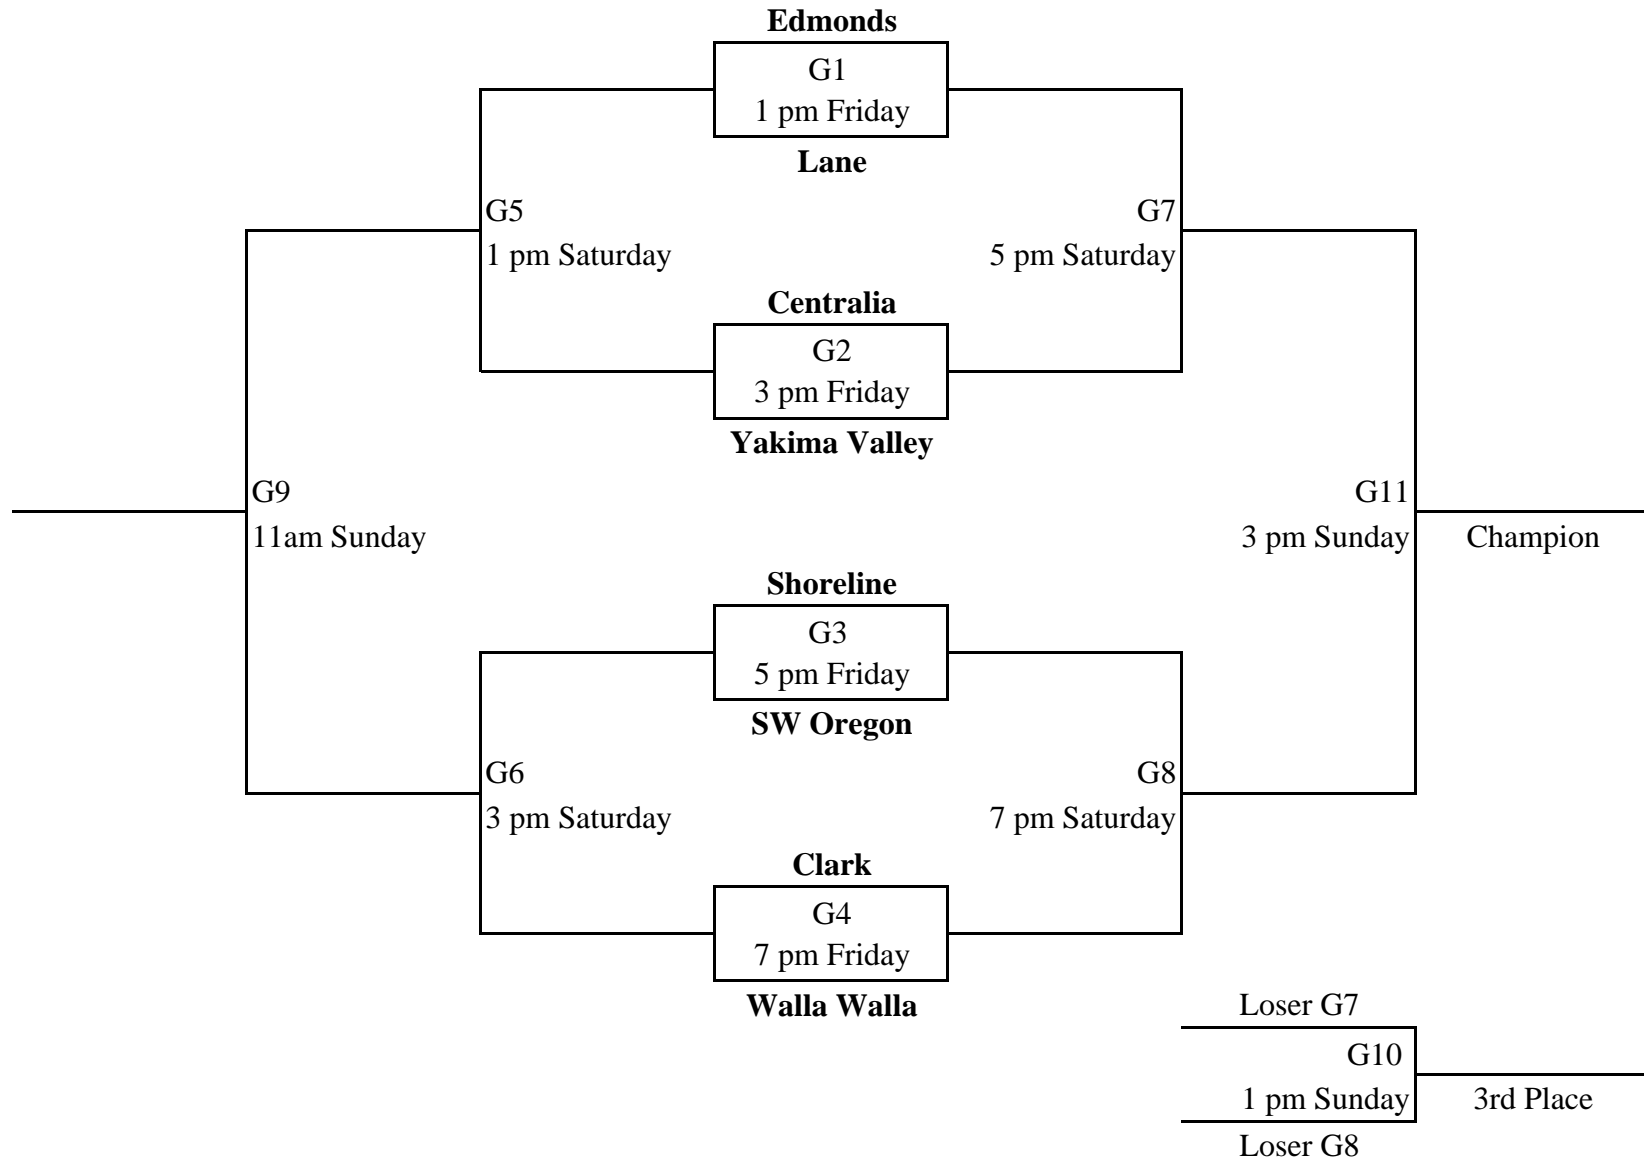 Edmonds
G1
1 pm Friday
Lane
G5
1 pm Saturday
G7
5 pm Saturday
Centralia
G2
3 pm Friday
Yakima Valley
G9
11am Sunday
G11
3 pm Sunday
Champion
Shoreline
G3
5 pm Friday
SW Oregon
G6
3 pm Saturday
G8
7 pm Saturday
Clark
G4
7 pm Friday
Walla Walla
Loser G7
G10
1 pm Sunday
3rd Place
Loser G8